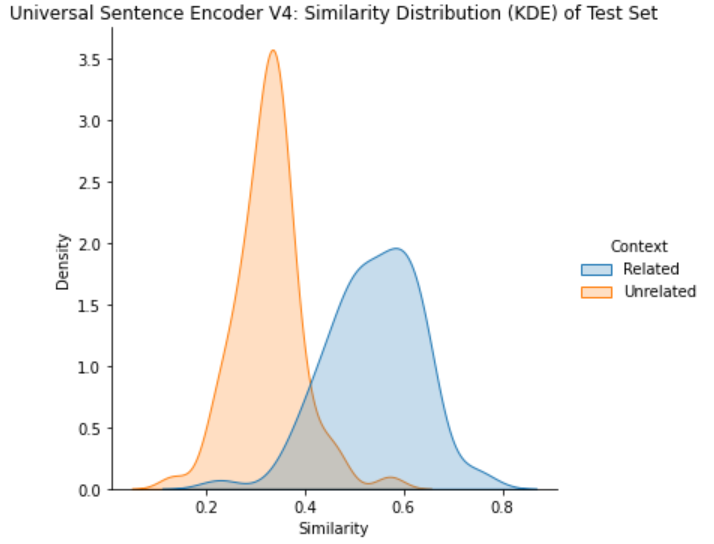 Universal Sentence Encoder V4: Similarity Distribution (KDE) of Test Set
3.5
3.0
2.5
2.0
1.5
1.0
0.5
0.0
Density
0.2 0.4 0.6 0.8
Similarity
Context
Related
Unrelated